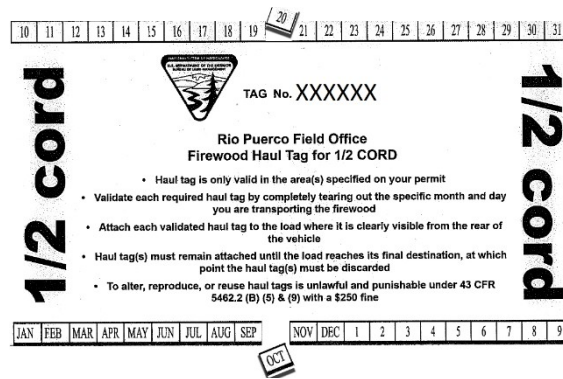 10 11 12 13 14 15 16 17 18 19 20 21 22 23 24 25 26 27 28 29 30 31
U.S. DEPARTMENT OF THE INTERIOR
BUREAU OF LAND MANAGEMENT
TAG No. XXXXXX
1/2 cord
1/2 cord
Rio Puerco Field Office
Firewood Haul Tag for 1/2 CORD
• Haul tag is only valid in the area(s) specified on your permit
• Validate each required haul tag by completely tearing out the specific month and day
you are transporting the firewood
• Attach each validated haul tag to the load where it is clearly visible from the rear of
the vehicle
• Haul tag(s) must remain attached until the load reaches its final destination, at which
point the haul tag(s) must be discarded
• To alter, reproduce, or reuse haul tags is unlawful and punishable under 43 CFR
5462.2 (B) (5) & (9) with a $250 fine
JAN FEB MAR APR MAY JUN JUL AUG SEP OCT NOV DEC 1 2 3 4 5 6 7 8 9